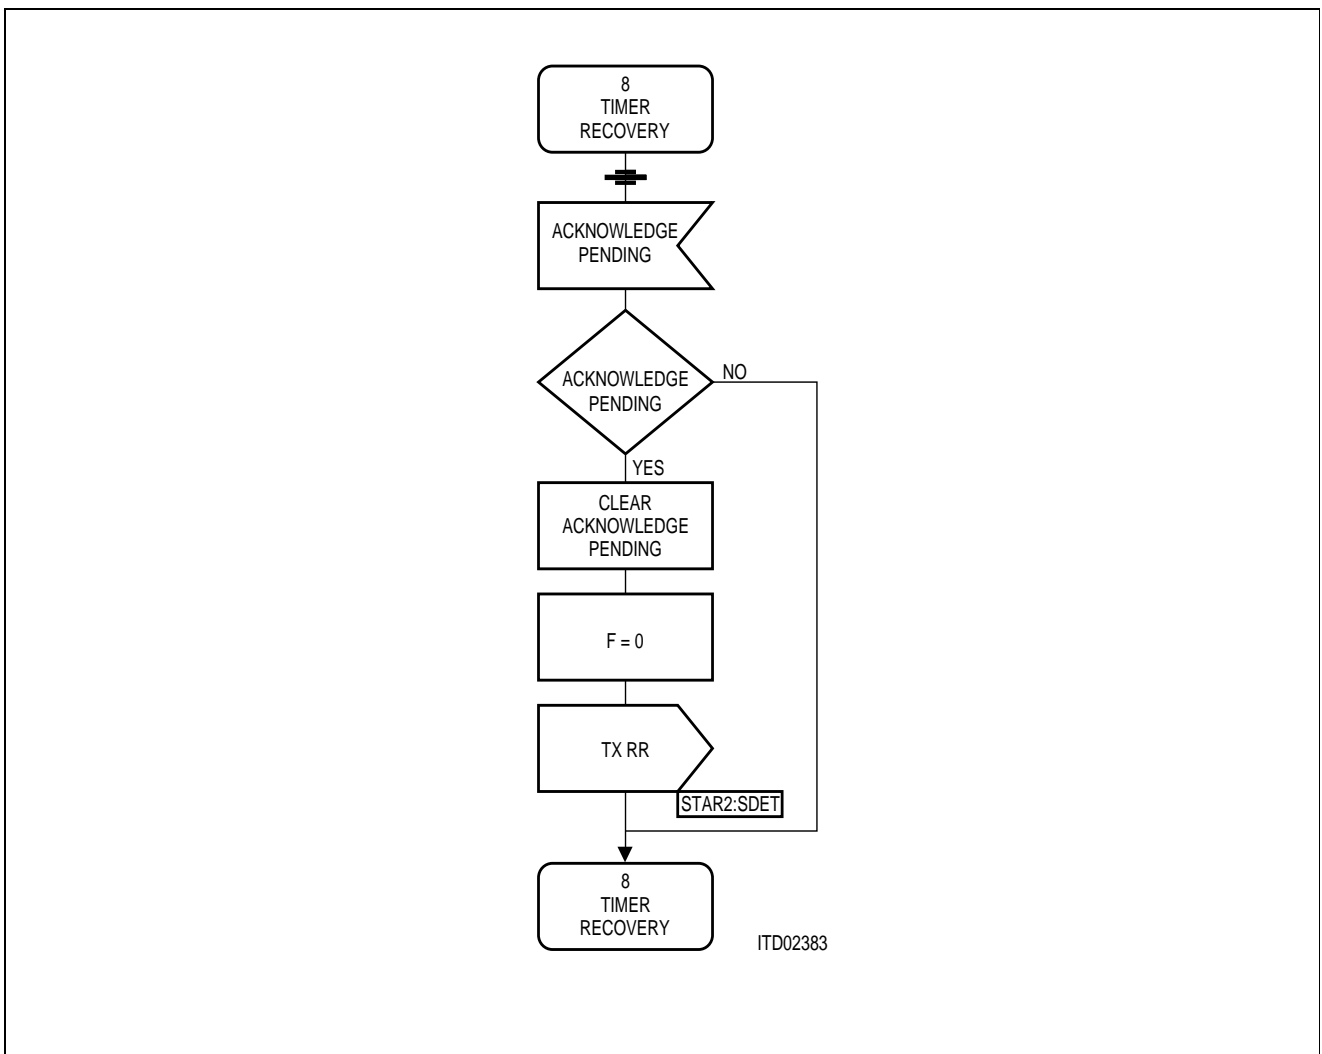 8
TIMER
RECOVERY
ACKNOWLEDGE
PENDING
ACKNOWLEDGE
PENDING
NO
YES
CLEAR
ACKNOWLEDGE
PENDING
F = 0
TX RR
STAR2:SDET
8
TIMER
RECOVERY
ITD02383